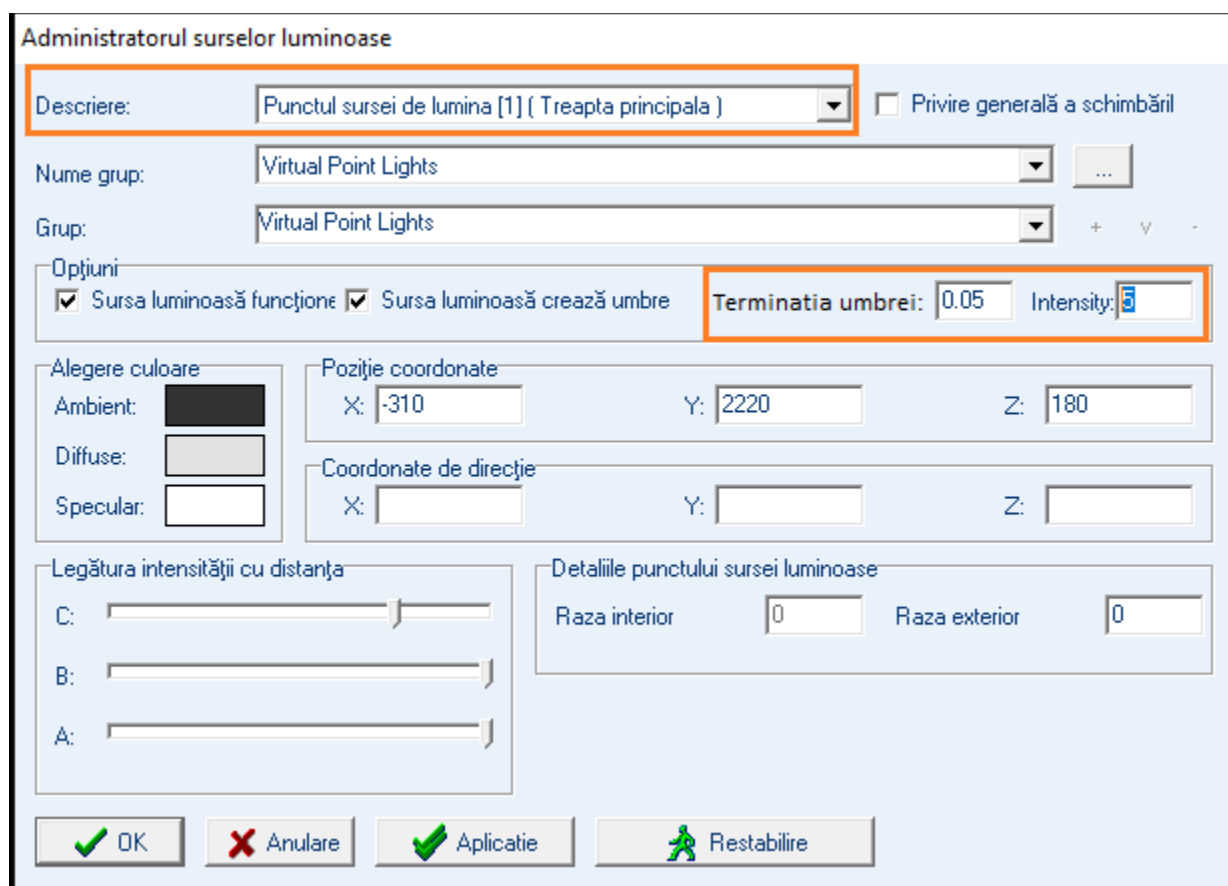 Administratorul surselor luminoase
Descriere: Punctul sursei de lumina [1] ( Treapta principala ) Privire generală a schimbăril
Nume grup: Virtual Point Lights ...
Grup: Virtual Point Lights + v -
Opţiuni
Sursa luminoasă funcţione Sursa luminoasă crează umbre Terminatia umbrei: 0.05 Intensity: 5
Alegere culoare Poziţie coordonate
Ambient: X: -310 Y: 2220 Z: 180
Diffuse: Coordonate de direcţie
Specular: X: Y: Z:
Legătura intensităţii cu distanţa Detaliile punctului sursei luminoase
C: Raza interior 0 Raza exterior 0
B:
A:
OK Anulare Aplicatie Restabilire